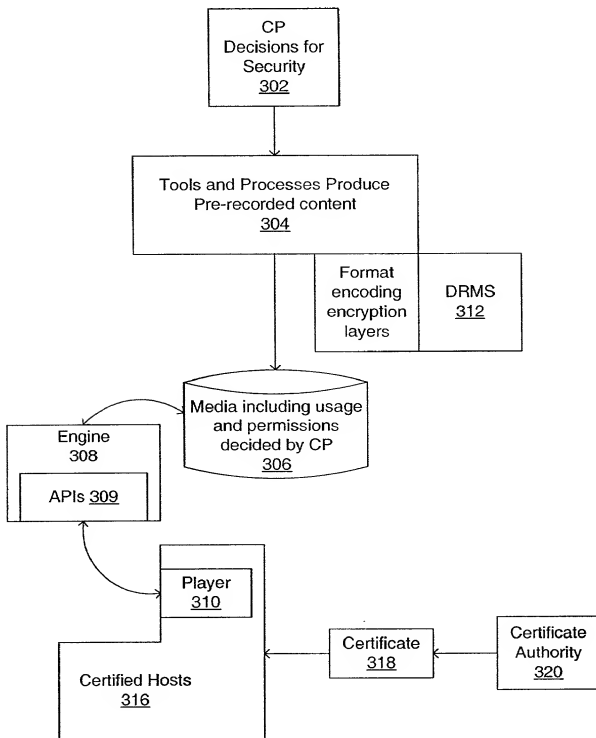 CP
Decisions for
Security
302
Tools and Processes Produce
Pre-recorded content
304
Format
encoding
encryption
layers
DRMS
312
Media including usage
and permissions
decided by CP
306
Engine
308
APIs 309
Player
310
Certified Hosts
316
Certificate
318
Certificate
Authority
320